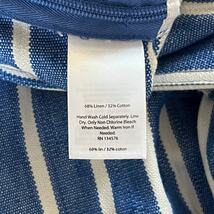 68% Linen / 32% Cotton
Hand Wash Cold Separately. Line
Dry. Only Non Chlorine Bleach
When Needed. Warm Iron If
Needed.
RN 134576
68% lin / 32% coton